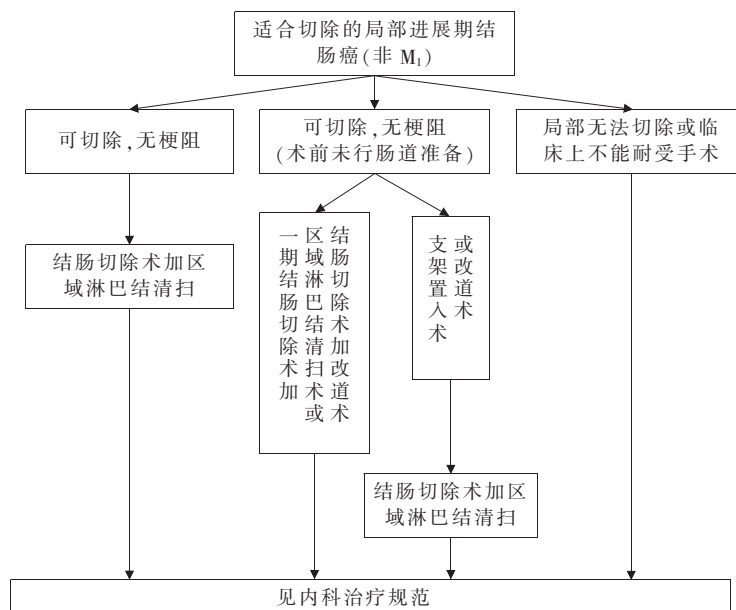 适合切除的局部进展期结
肠癌(非 M₁)
可切除,无梗阻
可切除,无梗阻
(术前未行肠道准备)
局部无法切除或临
床上不能耐受手术
结肠切除术加区
域淋巴结清扫
一期结肠切除术加
区域淋巴结清扫术或
结肠切除术加改道术
支架置入术
或改道术
结肠切除术加区
域淋巴结清扫
见内科治疗规范